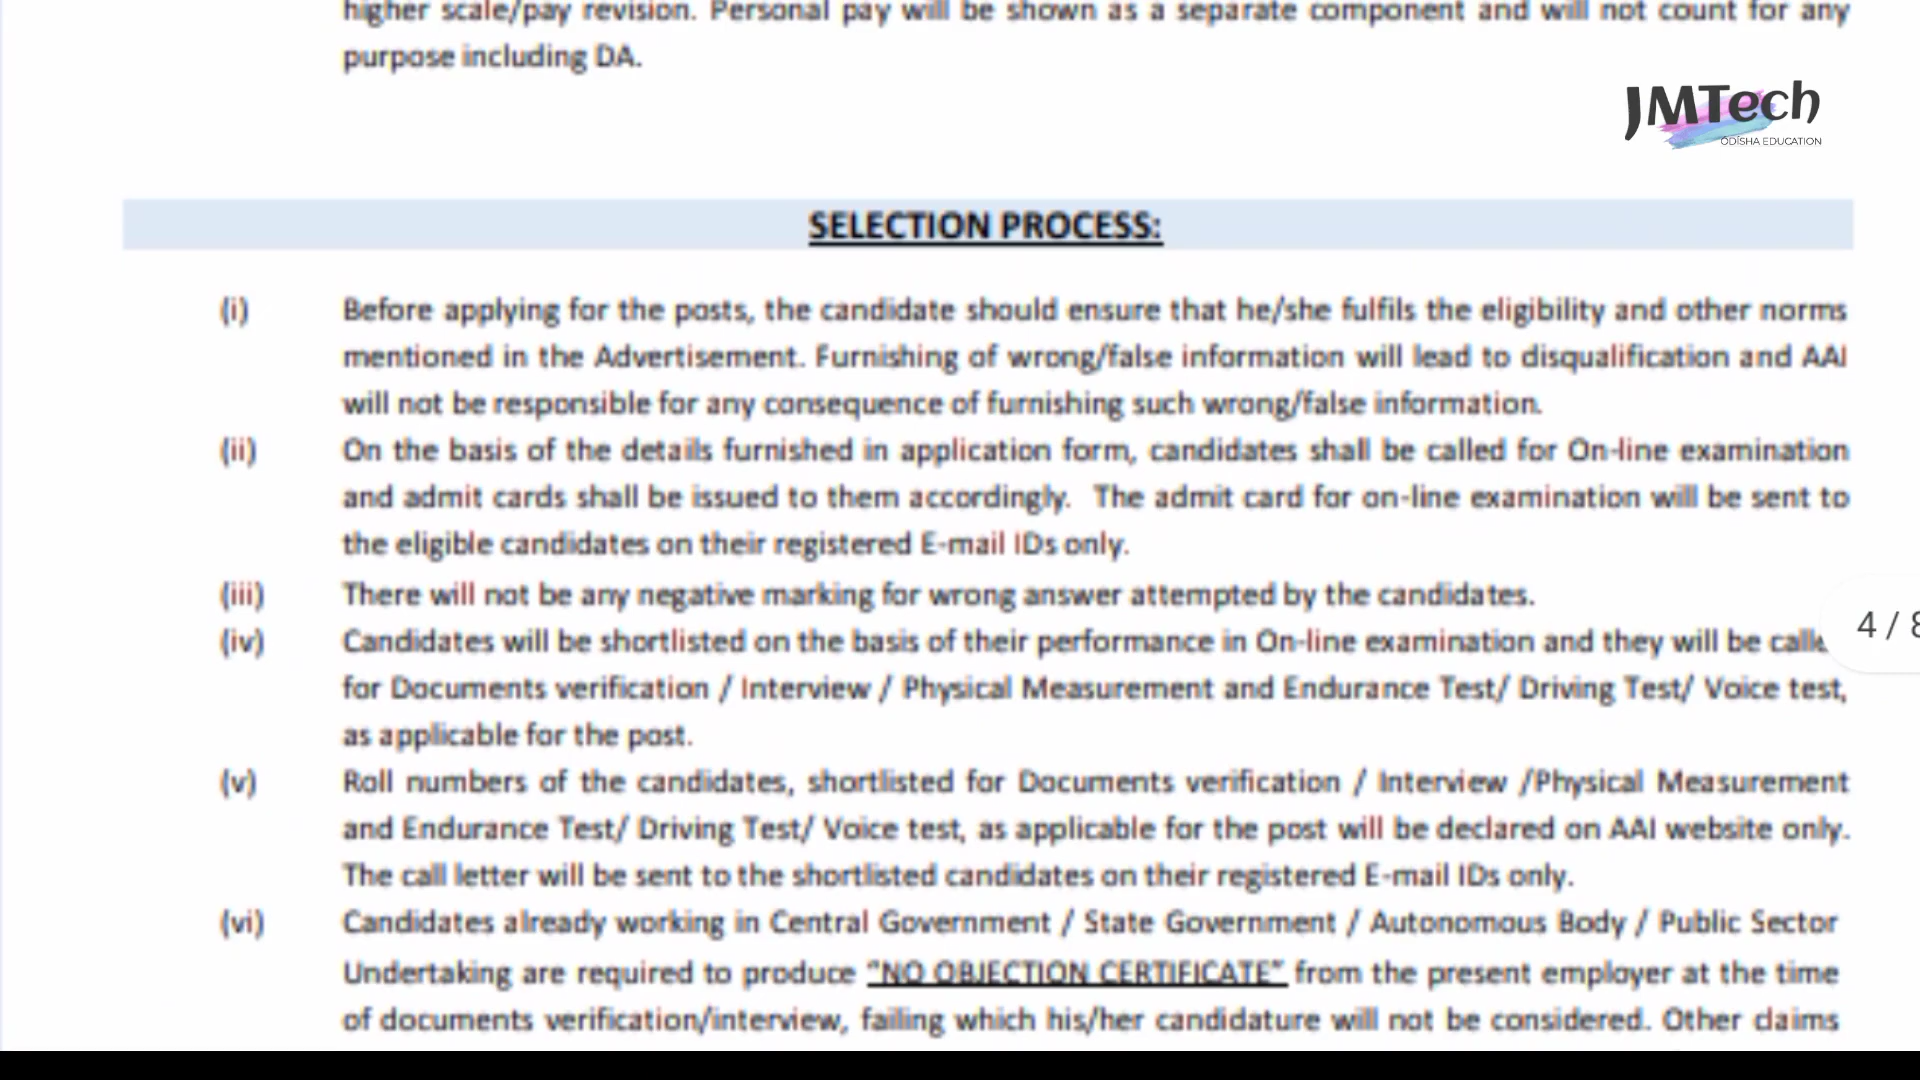 higher scale/pay revision. Personal pay will be shown as a separate component and will not count for any
purpose including DA.
JMTech
ODISHA EDUCATION
SELECTION PROCESS:
(i) Before applying for the posts, the candidate should ensure that he/she fulfils the eligibility and other norms
mentioned in the Advertisement. Furnishing of wrong/false information will lead to disqualification and AAI
will not be responsible for any consequence of furnishing such wrong/false information.
(ii) On the basis of the details furnished in application form, candidates shall be called for On-line examination
and admit cards shall be issued to them accordingly. The admit card for on-line examination will be sent to
the eligible candidates on their registered E-mail IDs only.
(iii) There will not be any negative marking for wrong answer attempted by the candidates.
4 / 8
(iv) Candidates will be shortlisted on the basis of their performance in On-line examination and they will be calle
for Documents verification / Interview / Physical Measurement and Endurance Test/ Driving Test/ Voice test,
as applicable for the post.
(v) Roll numbers of the candidates, shortlisted for Documents verification / Interview /Physical Measurement
and Endurance Test/ Driving Test/ Voice test, as applicable for the post will be declared on AAI website only.
The call letter will be sent to the shortlisted candidates on their registered E-mail IDs only.
(vi) Candidates already working in Central Government / State Government / Autonomous Body / Public Sector
Undertaking are required to produce "NO OBJECTION CERTIFICATE" from the present employer at the time
of documents verification/interview, failing which his/her candidature will not be considered. Other claims